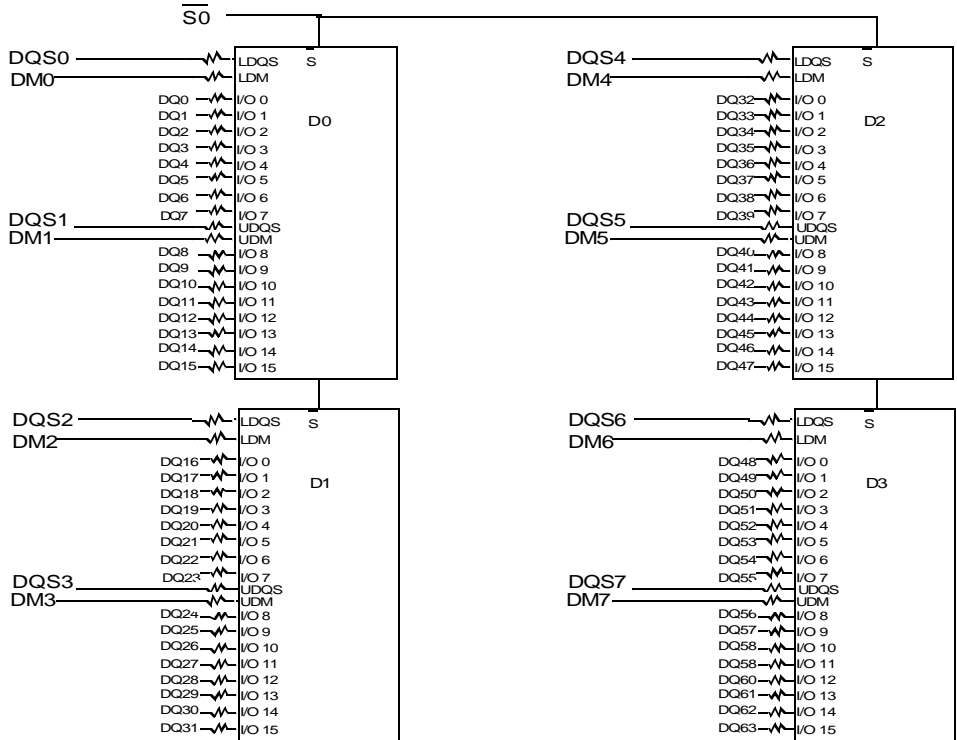 S0
DQS0
LDQS
S
DM0
LDM
D0
DQ0 I/O 0
DQ1 I/O 1
DQ2 I/O 2
DQ3 I/O 3
DQ4 I/O 4
DQ5 I/O 5
DQ6 I/O 6
DQ7 I/O 7
DQS1 UDQS
DM1 UDM
DQ8 I/O 8
DQ9 I/O 9
DQ10 I/O 10
DQ11 I/O 11
DQ12 I/O 12
DQ13 I/O 13
DQ14 I/O 14
DQ15 I/O 15
DQS4 LDQS S
DM4 LDM
D2
DQ32 I/O 0
DQ33 I/O 1
DQ34 I/O 2
DQ35 I/O 3
DQ36 I/O 4
DQ37 I/O 5
DQ38 I/O 6
DQ39 I/O 7
DQS5 UDQS
DM5 UDM
DQ40 I/O 8
DQ41 I/O 9
DQ42 I/O 10
DQ43 I/O 11
DQ44 I/O 12
DQ45 I/O 13
DQ46 I/O 14
DQ47 I/O 15
DQS2 LDQS S
DM2 LDM
D1
DQ16 I/O 0
DQ17 I/O 1
DQ18 I/O 2
DQ19 I/O 3
DQ20 I/O 4
DQ21 I/O 5
DQ22 I/O 6
DQ23 I/O 7
DQS3 UDQS
DM3 UDM
DQ24 I/O 8
DQ25 I/O 9
DQ26 I/O 10
DQ27 I/O 11
DQ28 I/O 12
DQ29 I/O 13
DQ30 I/O 14
DQ31 I/O 15
DQS6 LDQS S
DM6 LDM
D3
DQ48 I/O 0
DQ49 I/O 1
DQ50 I/O 2
DQ51 I/O 3
DQ52 I/O 4
DQ53 I/O 5
DQ54 I/O 6
DQ55 I/O 7
DQS7 UDQS
DM7 UDM
DQ56 I/O 8
DQ57 I/O 9
DQ58 I/O 10
DQ58 I/O 11
DQ60 I/O 12
DQ61 I/O 13
DQ62 I/O 14
DQ63 I/O 15